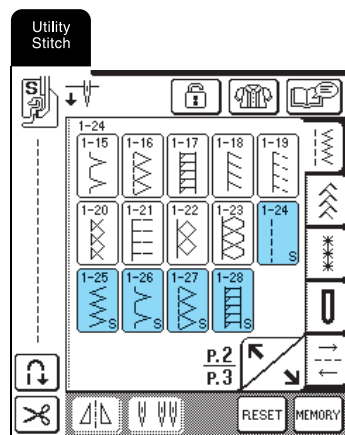 Utility
Stitch
S
1-24
1-15 1-16 1-17 1-18 1-19
1-20 1-21 1-22 1-23 1-24
S
1-25 1-26 1-27 1-28
S S S S
P.2
P.3
RESET MEMORY